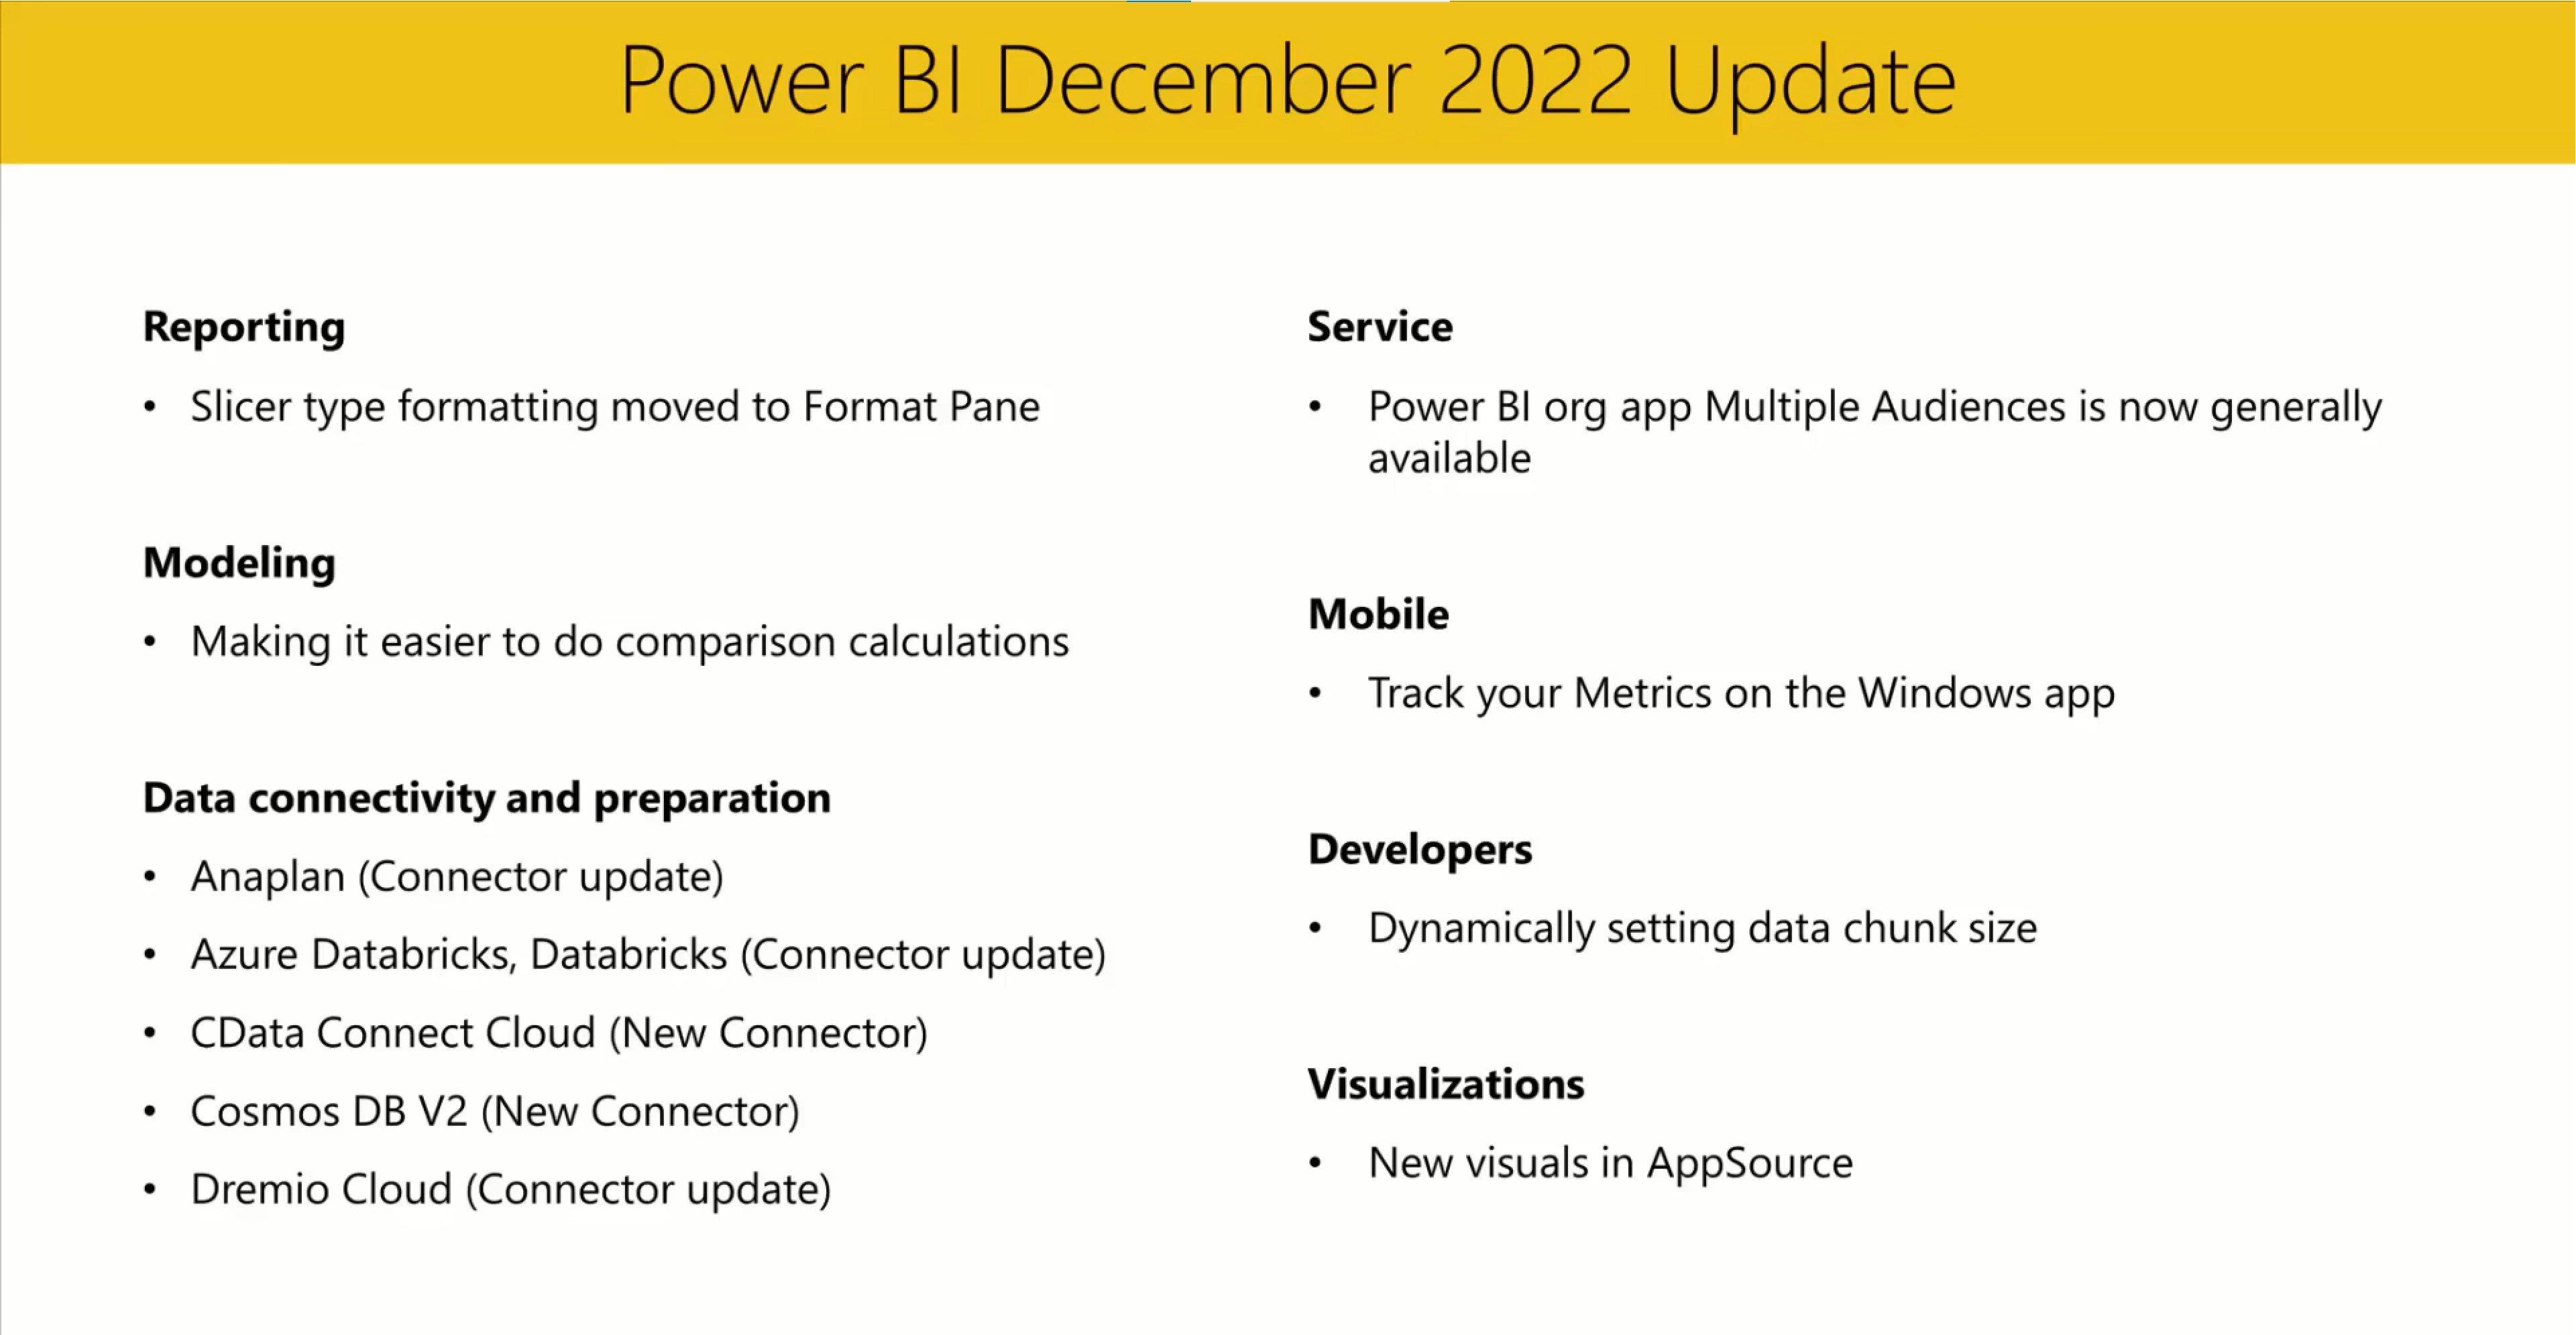 Power BI December 2022 Update
Reporting
• Slicer type formatting moved to Format Pane
Modeling
• Making it easier to do comparison calculations
Data connectivity and preparation
• Anaplan (Connector update)
• Azure Databricks, Databricks (Connector update)
• CData Connect Cloud (New Connector)
• Cosmos DB V2 (New Connector)
• Dremio Cloud (Connector update)
Service
• Power BI org app Multiple Audiences is now generally
available
Mobile
• Track your Metrics on the Windows app
Developers
• Dynamically setting data chunk size
Visualizations
• New visuals in AppSource